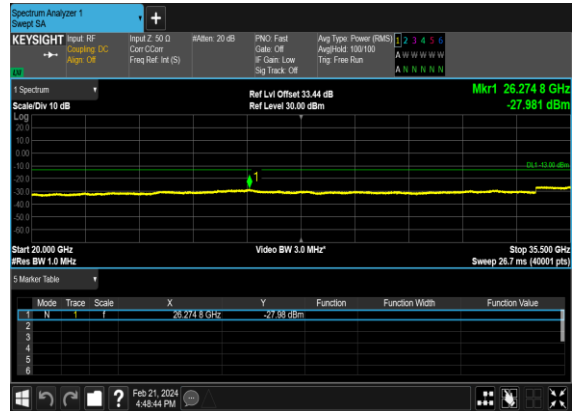 Spectrum Analyzer 1
Swept SA
KEYSIGHT Input: RF Input Z: 50 Ω #Atten: 20 dB PNO: Fast Avg Type: Power (RMS) 1 2 3 4 5 6
Coupling: DC Corr CCorr Gate: Off Avg|Hold: 100/100 A W W W W W
Align: Off Freq Ref: Int (S) IF Gain: Low Trig: Free Run
Sig Track: Off A N N N N N
1 Spectrum Ref Lvl Offset 33.44 dB Mkr1 26.274 8 GHz
Scale/Div 10 dB Ref Level 30.00 dBm -27.981 dBm
Log
20.0
10.0
0.00
-10.0 DL1 -13.00 dBm
-20.0 1
-30.0
-40.0
-50.0
-60.0
Start 20.000 GHz Video BW 3.0 MHz* Stop 35.500 GHz
#Res BW 1.0 MHz Sweep 26.7 ms (40001 pts)
5 Marker Table
Mode Trace Scale X Y Function Function Width Function Value
1 N 1 f 26.274 8 GHz -27.98 dBm
2
3
4
5
6
? Feb 21, 2024
4:48:44 PM